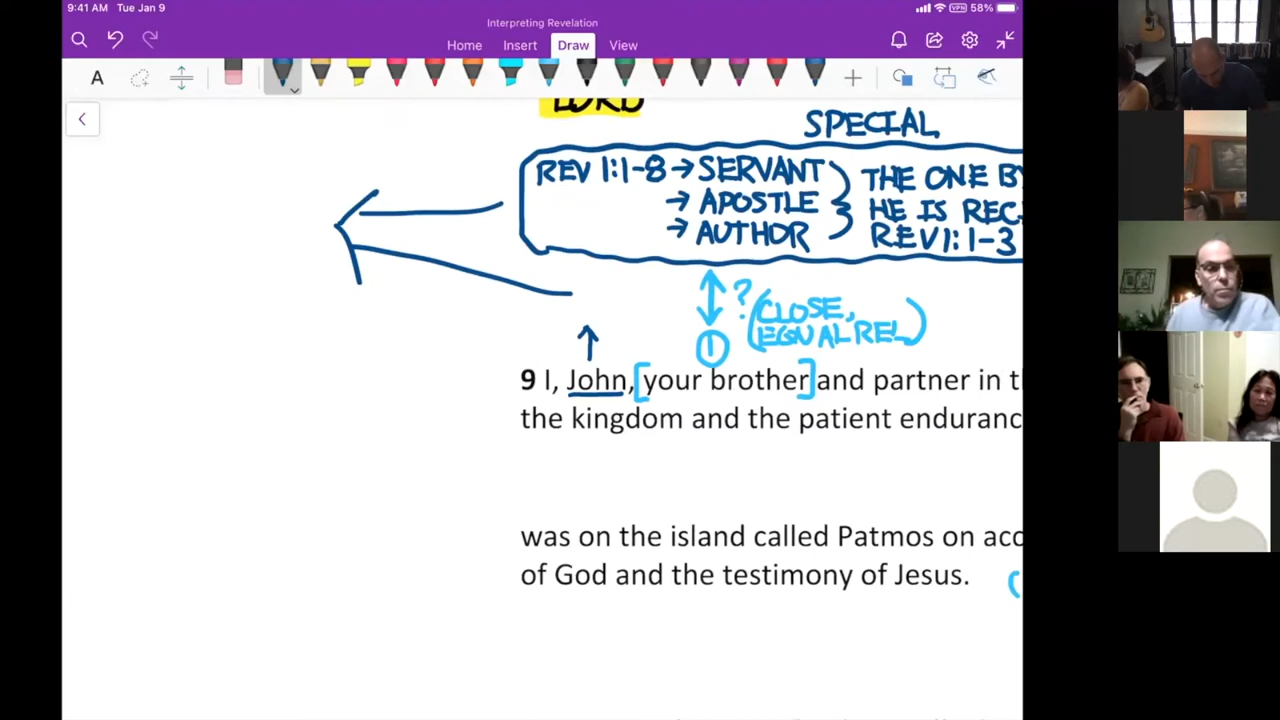 9:41 AM Tue Jan 9
VPN 58%
Interpreting Revelation
Home Insert Draw View
A
LORD
SPECIAL
REV 1:1-8 → SERVANT
→ APOSTLE
→ AUTHOR
THE ONE B
HE IS REC
REV 1:1-3
? (CLOSE,
EQUAL REL)
1
9 I, John, [your brother] and partner in t
the kingdom and the patient enduranc
was on the island called Patmos on acc
of God and the testimony of Jesus. (